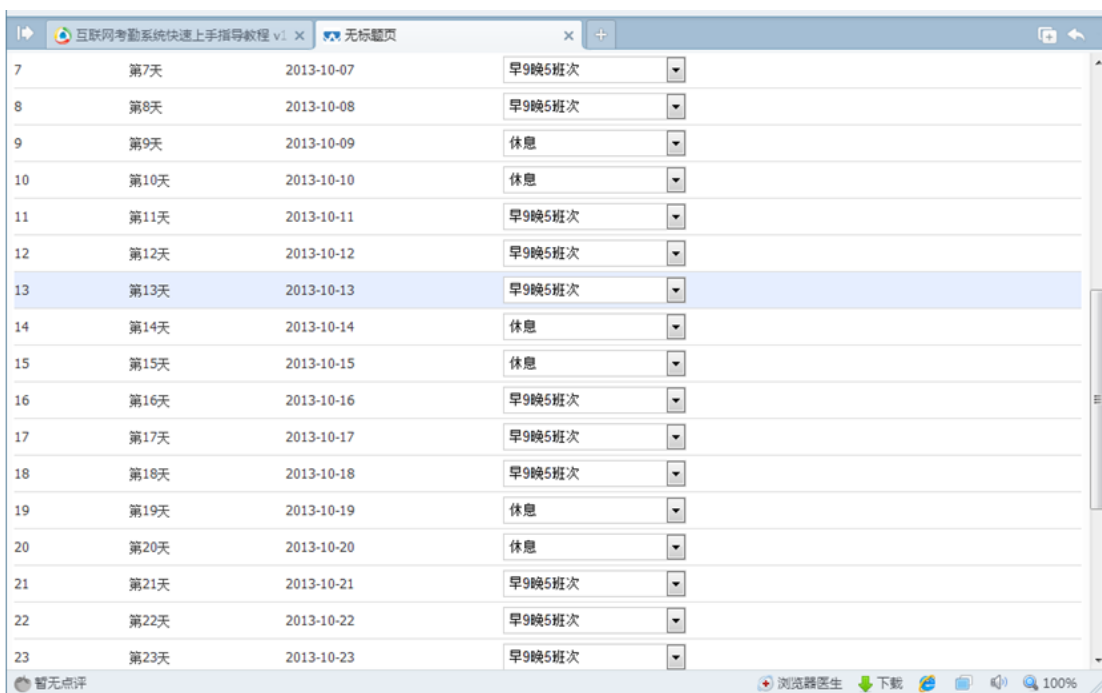 互联网考勤系统快速上手指导教程 v1 无标题页
7 第7天 2013-10-07 早9晚5班次
8 第8天 2013-10-08 早9晚5班次
9 第9天 2013-10-09 休息
10 第10天 2013-10-10 休息
11 第11天 2013-10-11 早9晚5班次
12 第12天 2013-10-12 早9晚5班次
13 第13天 2013-10-13 早9晚5班次
14 第14天 2013-10-14 休息
15 第15天 2013-10-15 休息
16 第16天 2013-10-16 早9晚5班次
17 第17天 2013-10-17 早9晚5班次
18 第18天 2013-10-18 早9晚5班次
19 第19天 2013-10-19 休息
20 第20天 2013-10-20 休息
21 第21天 2013-10-21 早9晚5班次
22 第22天 2013-10-22 早9晚5班次
23 第23天 2013-10-23 早9晚5班次
暂无点评 浏览器医生 下载 100%